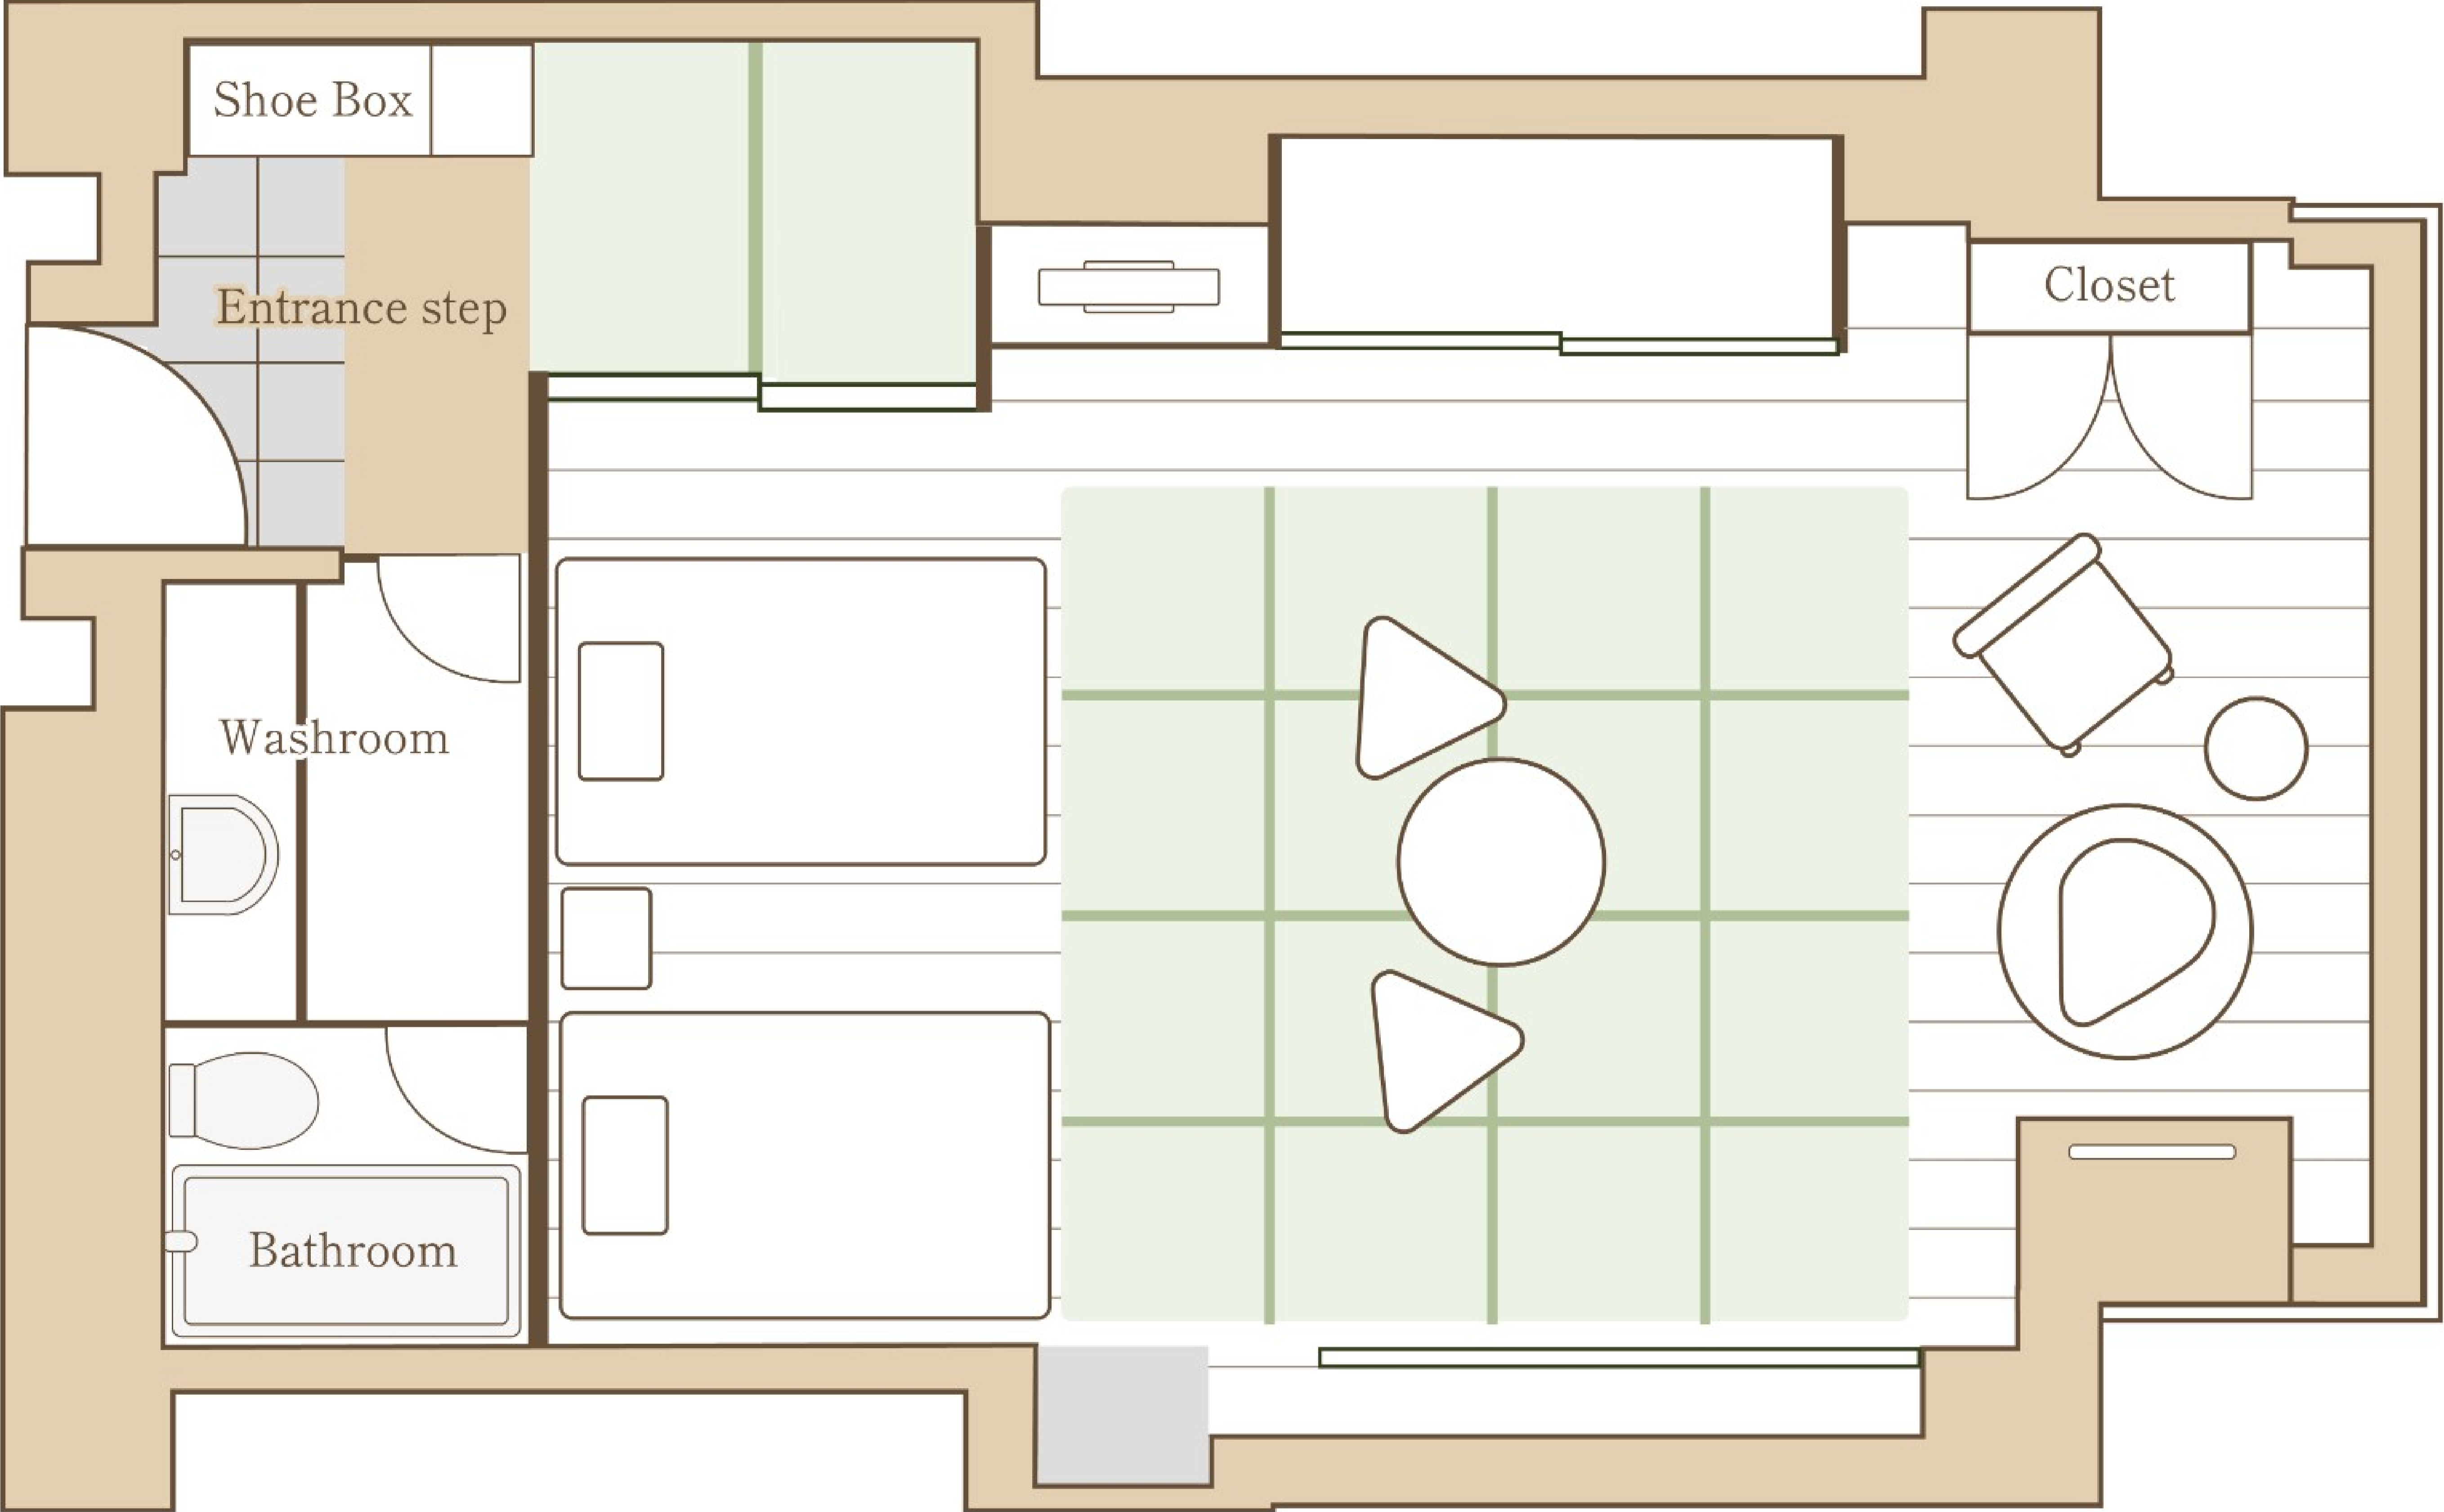 Shoe Box
Entrance step
Closet
Washroom
Bathroom